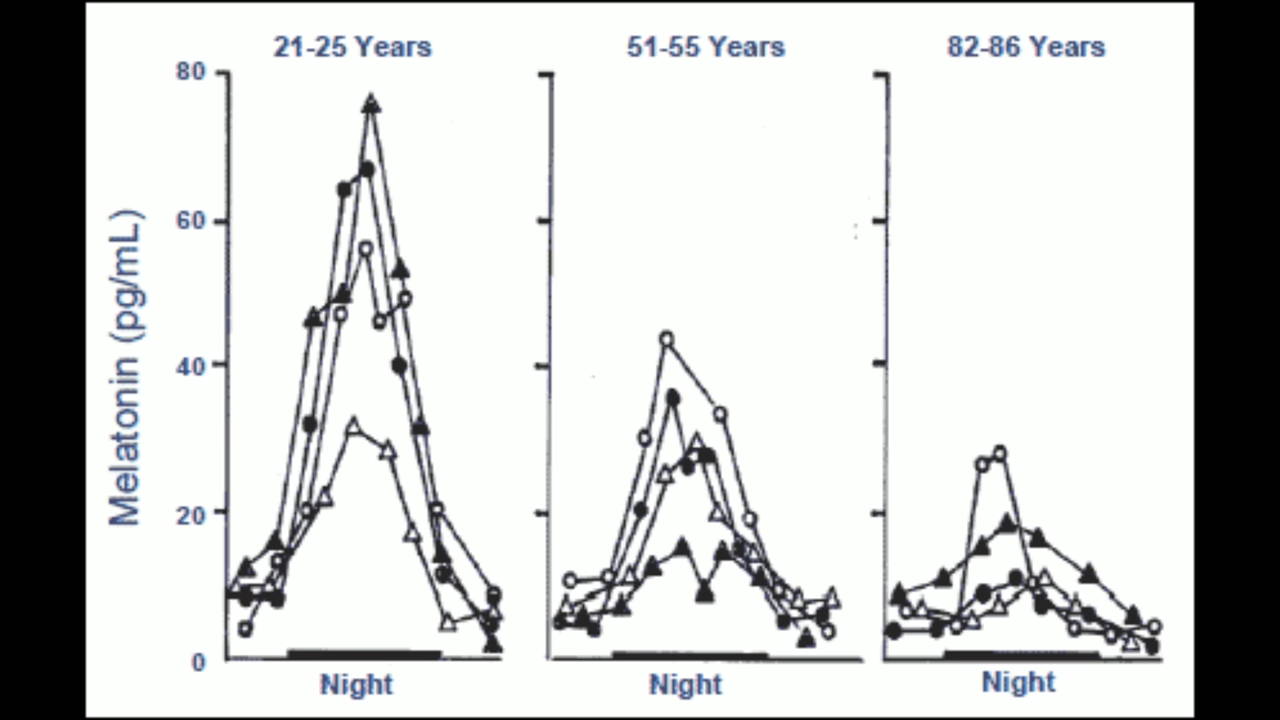 21-25 Years
51-55 Years
82-86 Years
Melatonin (pg/mL)
80
60
40
20
0
Night
Night
Night